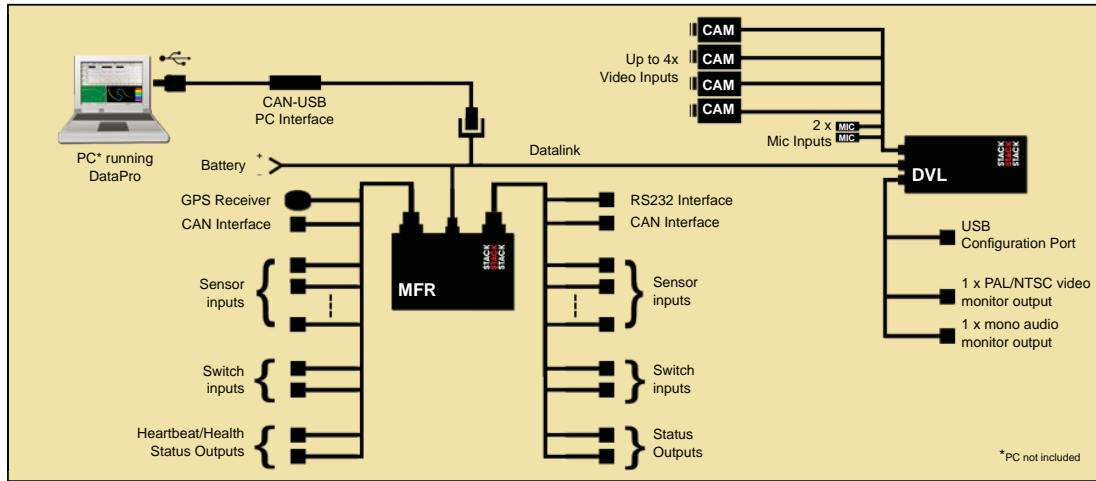 CAM
CAM
CAM
CAM
Up to 4x
Video Inputs
2 x
Mic Inputs
MIC
MIC
CAN-USB
PC Interface
PC* running
DataPro
Battery
+
-
Datalink
DVL
STACK
STACK
STACK
GPS Receiver
CAN Interface
RS232 Interface
CAN Interface
MFR
STACK
STACK
STACK
Sensor
inputs
Sensor
inputs
USB
Configuration Port
1 x PAL/NTSC video
monitor output
1 x mono audio
monitor output
Switch
inputs
Switch
inputs
Heartbeat/Health
Status Outputs
Status
Outputs
*PC not included